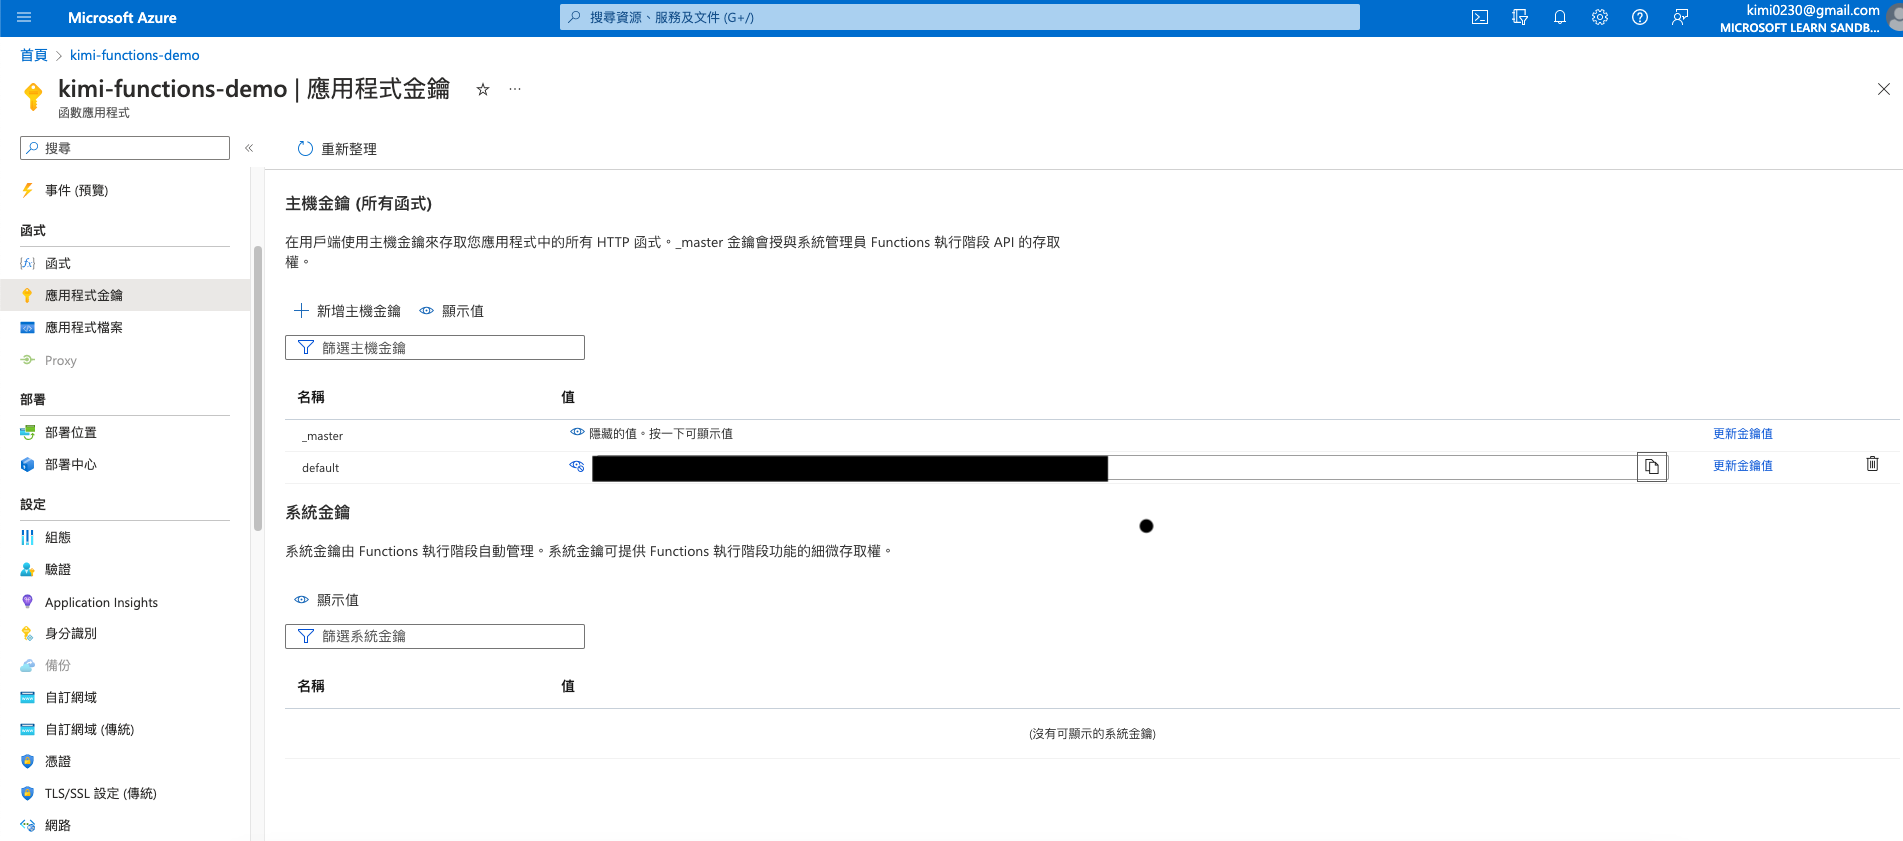 Microsoft Azure
搜尋資源、服務及文件 (G+/)
kimi0230@gmail.com
MICROSOFT LEARN SANDB...
首頁 > kimi-functions-demo
kimi-functions-demo | 應用程式金鑰
函數應用程式
搜尋
重新整理
事件 (預覽)
函式
函式
應用程式金鑰
應用程式檔案
Proxy
部署
部署位置
部署中心
設定
組態
驗證
Application Insights
身分識別
備份
自訂網域
自訂網域 (傳統)
憑證
TLS/SSL 設定 (傳統)
網路
主機金鑰 (所有函式)
在用戶端使用主機金鑰來存取您應用程式中的所有 HTTP 函式。_master 金鑰會授與系統管理員 Functions 執行階段 API 的存取
權。
新增主機金鑰 顯示值
篩選主機金鑰
名稱 值
_master 隱藏的值。按一下可顯示值 更新金鑰值
default 更新金鑰值
系統金鑰
系統金鑰由 Functions 執行階段自動管理。系統金鑰可提供 Functions 執行階段功能的細微存取權。
顯示值
篩選系統金鑰
名稱 值
(沒有可顯示的系統金鑰)